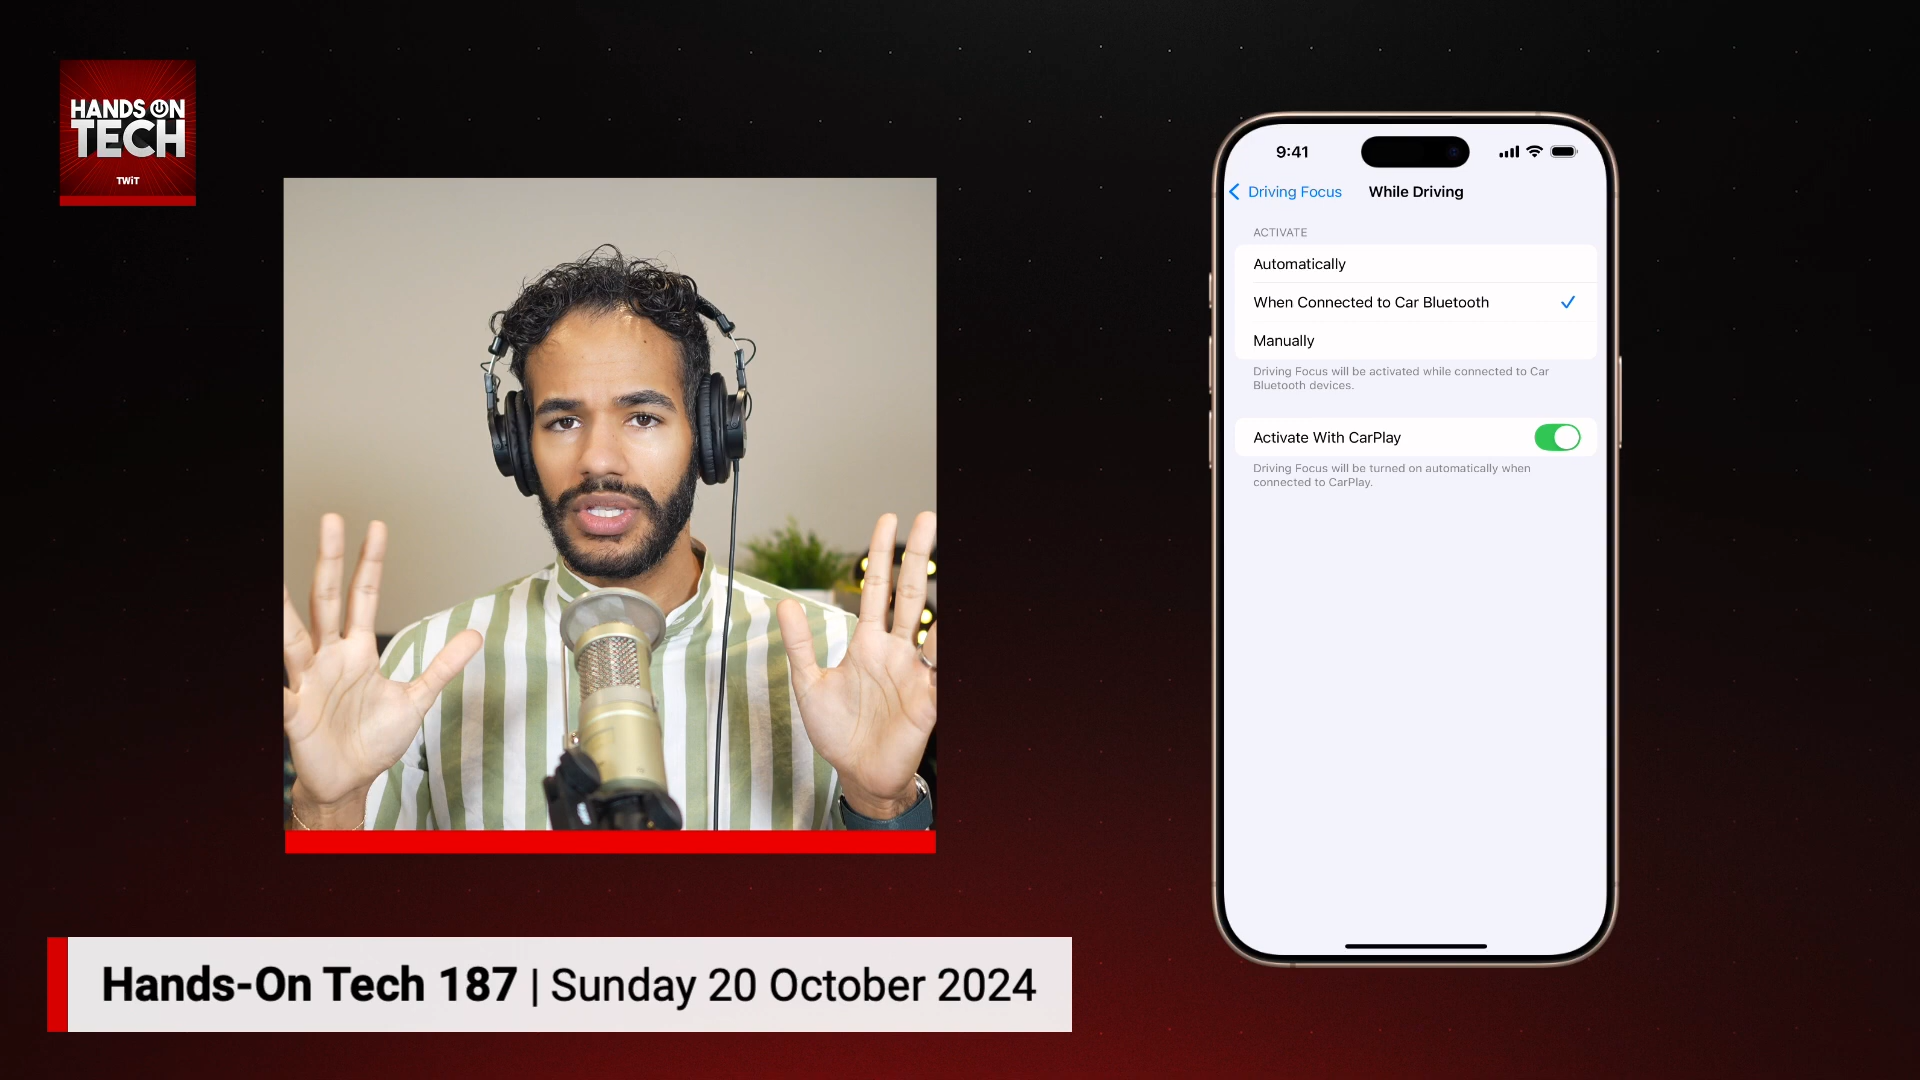 HANDS ON
TECH
TWiT
9:41
Driving Focus
While Driving
ACTIVATE
Automatically
When Connected to Car Bluetooth
Manually
Driving Focus will be activated while connected to Car
Bluetooth devices.
Activate With CarPlay
Driving Focus will be turned on automatically when
connected to CarPlay.
Hands-On Tech 187 | Sunday 20 October 2024